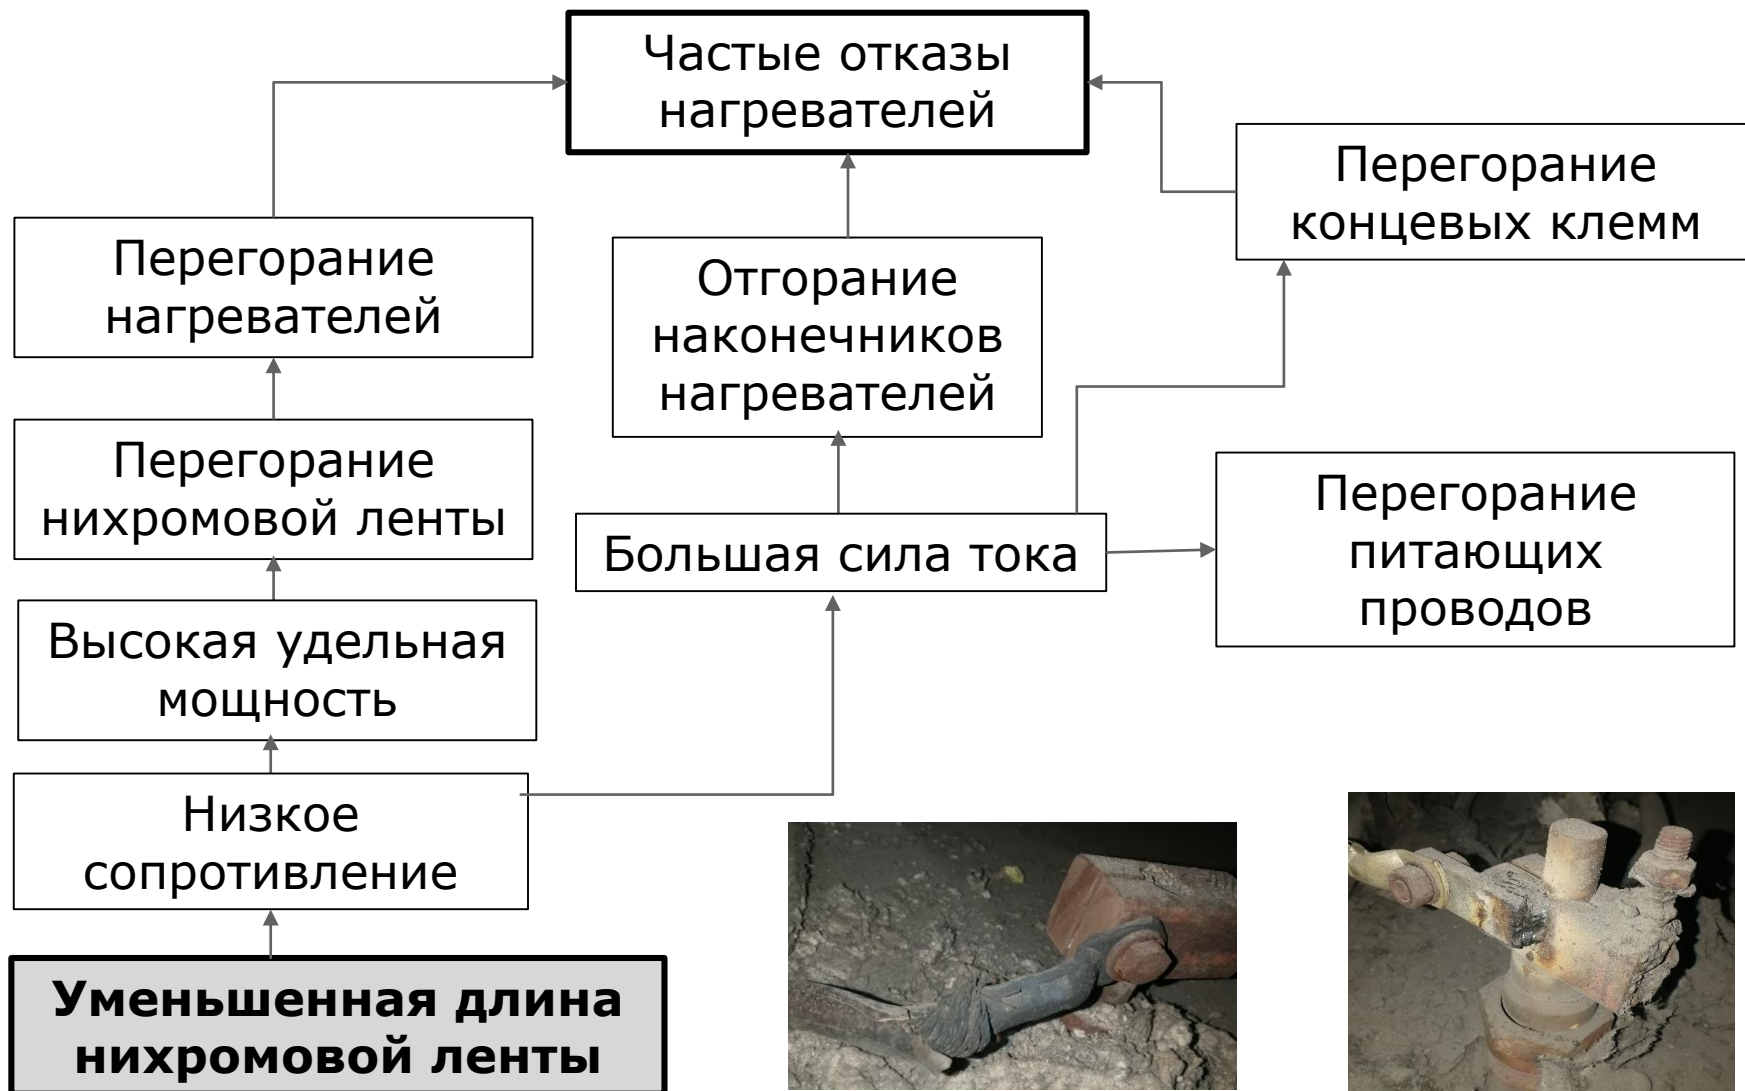 Частые отказы
нагревателей
Перегорание
концевых клемм
Перегорание
нагревателей
Отгорание
наконечников
нагревателей
Перегорание
нихромовой ленты
Перегорание
питающих
проводов
Большая сила тока
Высокая удельная
мощность
Низкое
сопротивление
Уменьшенная длина
нихромовой ленты